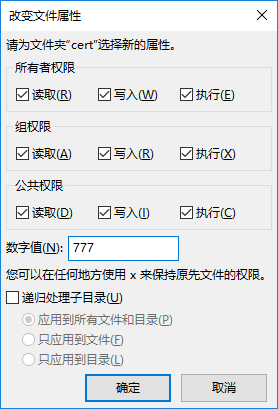 改变文件属性
请为文件夹"cert"选择新的属性。
所有者权限
读取(R) 写入(W) 执行(E)
组权限
读取(A) 写入(R) 执行(X)
公共权限
读取(D) 写入(I) 执行(C)
数字值(N): 777
您可以在任何地方使用 x 来保持原先文件的权限。
递归处理子目录(U)
应用到所有文件和目录(P)
只应用到文件(F)
只应用到目录(L)
确定 取消